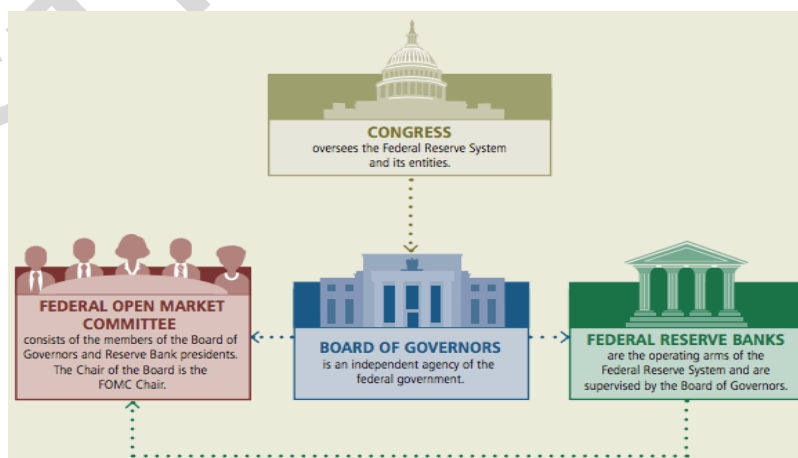 CONGRESS
oversees the Federal Reserve System
and its entities.
FEDERAL OPEN MARKET
COMMITTEE
consists of the members of the Board of
Governors and Reserve Bank presidents.
The Chair of the Board is the
FOMC Chair.
BOARD OF GOVERNORS
is an independent agency of the
federal government.
FEDERAL RESERVE BANKS
are the operating arms of the
Federal Reserve System and are
supervised by the Board of Governors.